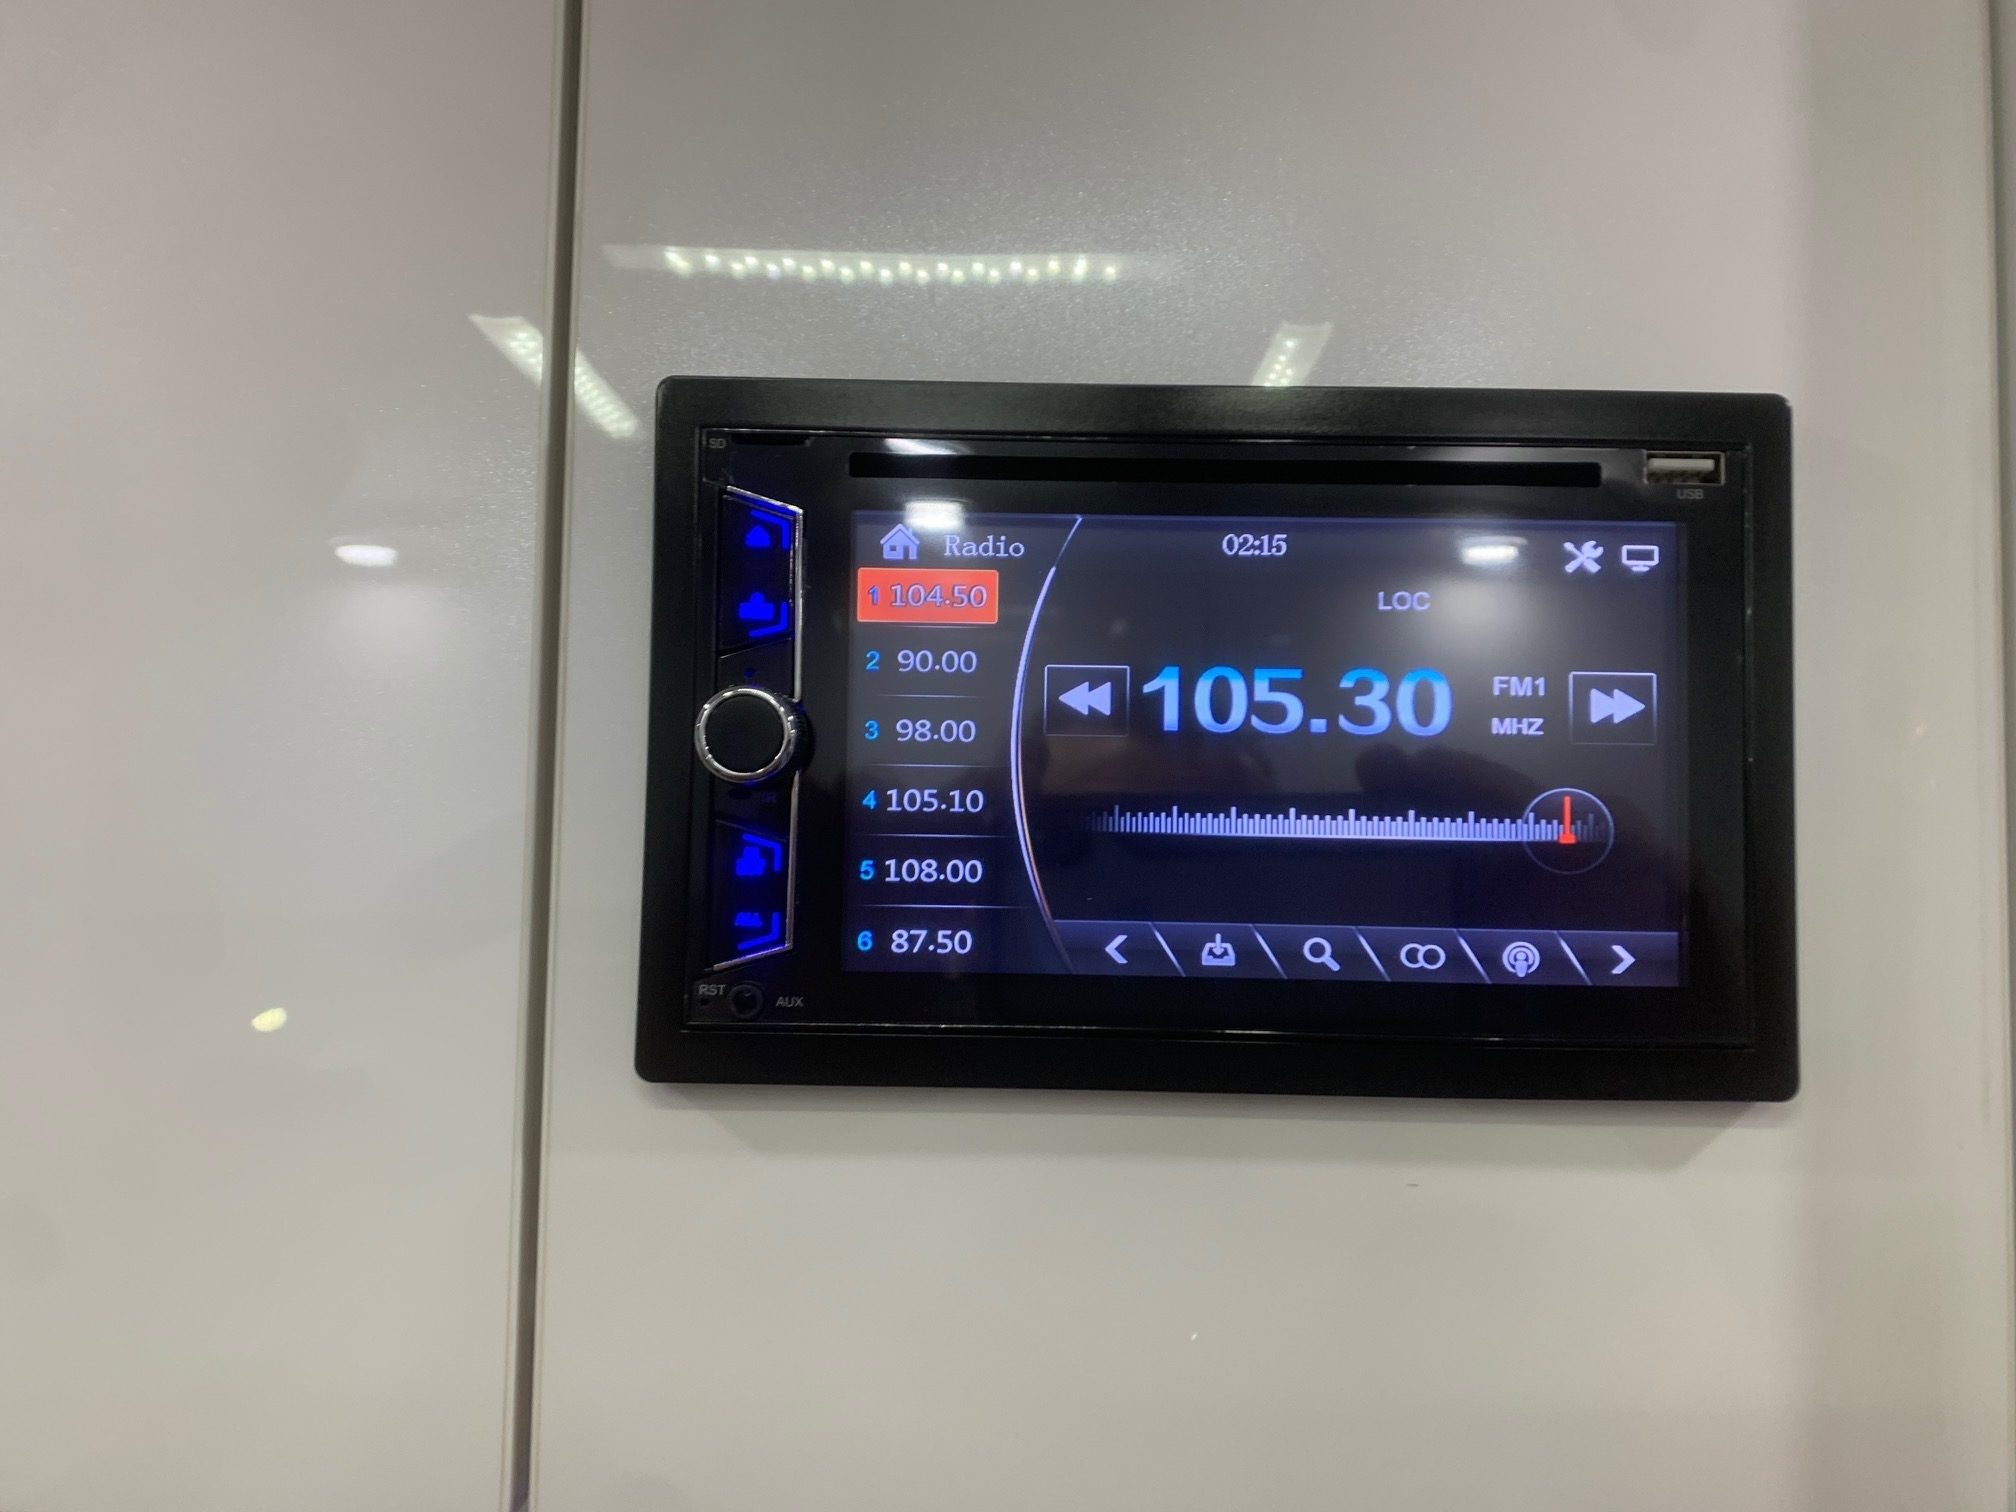 SD
USB
Radio
02:15
LOC
1 104.50
2 90.00
3 98.00
4 105.10
5 108.00
6 87.50
105.30
FM1
MHZ
RST
AUX